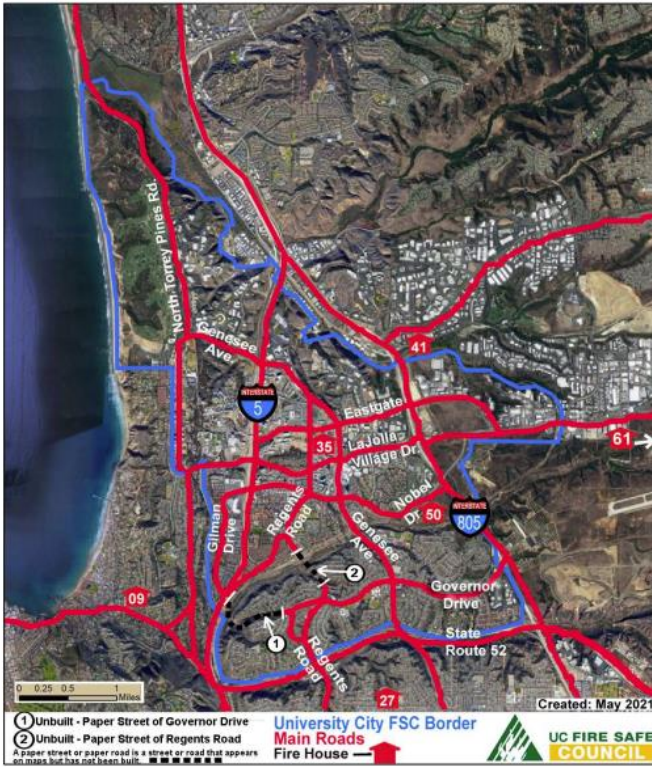 North Torrey Pines Rd.
Genesee
Ave
41
INTERSTATE
5
Eastgate
61
35
LaJolla
Village Dr.
Regents
Road
Nobel
Dr
50
INTERSTATE
805
Gilman
Drive
Genesee
Ave
2
09
Governor
Drive
1
State
Route 52
Regents
Road
27
0 0.25 0.5 1
Miles
Created: May 2021
1 Unbuilt - Paper Street of Governor Drive
2 Unbuilt - Paper Street of Regents Road
A paper street or paper road is a street or road that appears
on maps but has not been built.
University City FSC Border
Main Roads
Fire House
UC FIRE SAFE
COUNCIL